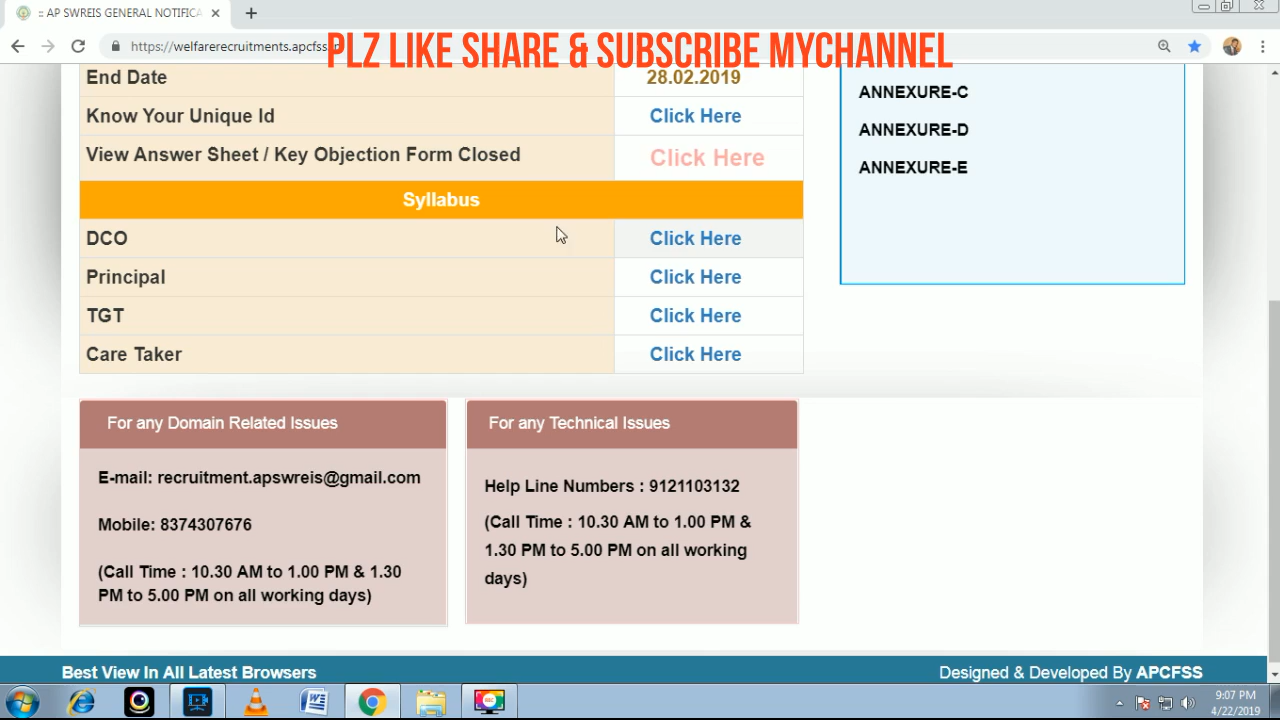 :: AP SWREIS GENERAL NOTIFICA
https://welfarerecruitments.apcfss
PLZ LIKE SHARE & SUBSCRIBE MYCHANNEL
End Date 28.02.2019
Know Your Unique Id Click Here
View Answer Sheet / Key Objection Form Closed Click Here
Syllabus
DCO Click Here
Principal Click Here
TGT Click Here
Care Taker Click Here
ANNEXURE-C
ANNEXURE-D
ANNEXURE-E
For any Domain Related Issues
E-mail: recruitment.apswreis@gmail.com
Mobile: 8374307676
(Call Time : 10.30 AM to 1.00 PM & 1.30
PM to 5.00 PM on all working days)
For any Technical Issues
Help Line Numbers : 9121103132
(Call Time : 10.30 AM to 1.00 PM &
1.30 PM to 5.00 PM on all working
days)
Best View In All Latest Browsers
Designed & Developed By APCFSS
9:07 PM
4/22/2019